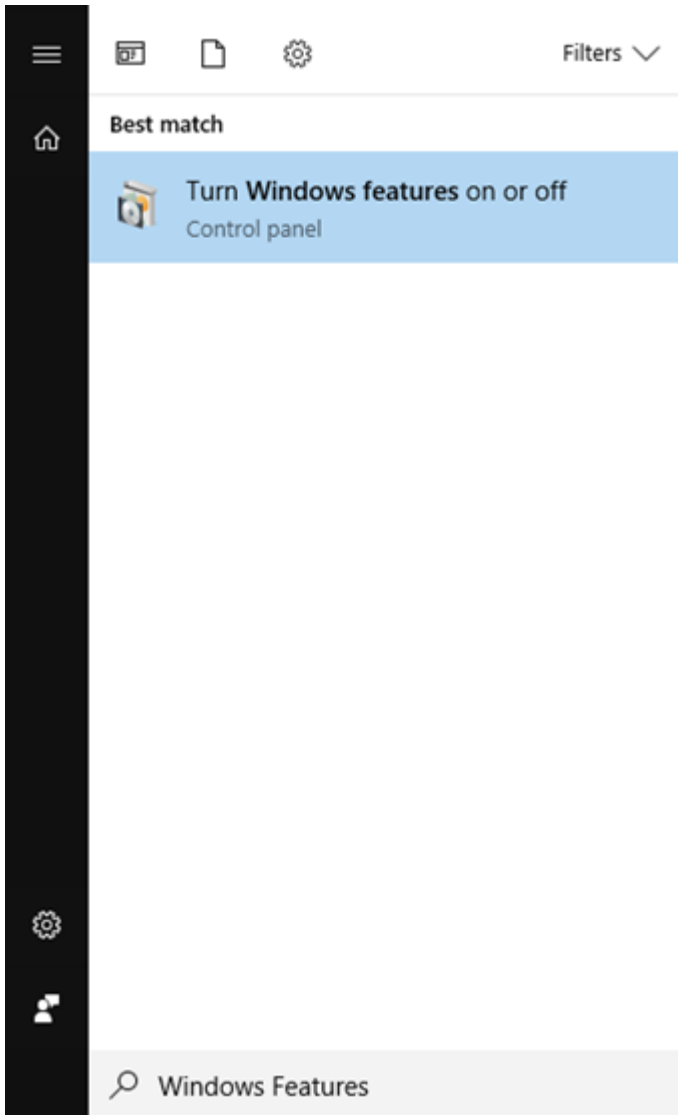 Filters
Best match
Turn Windows features on or off
Control panel
Windows Features